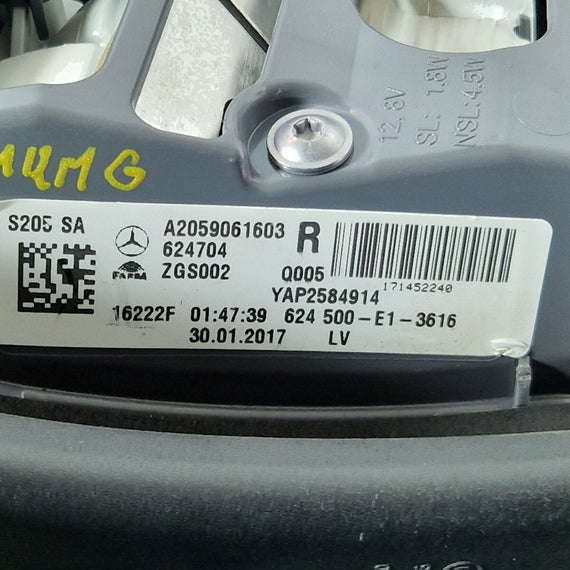 12,8V
SL: 1.8W
NSL:4.5W
S205 SA
A2059061603 R
624704
ZGS002 Q005
171452240
YAP2584914
16222F 01:47:39 624 500-E1-3616
30.01.2017 LV